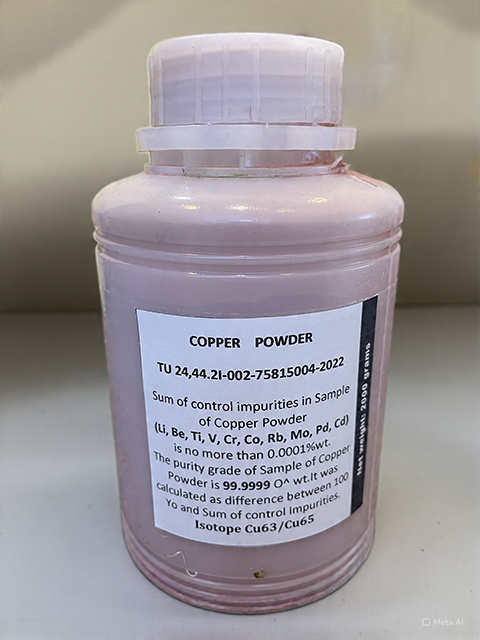 COPPER POWDER
TU 24,44.2I-002-75815004-2022
Sum of control impurities in Sample
of Copper Powder
(Li, Be, Ti, V, Cr, Co, Rb, Mo, Pd, Cd)
is no more than 0.0001%wt.
The purity grade of Sample of Copper
Powder is 99.9999 O^ wt.It was
calculated as difference between 100
Yo and Sum of control Impurities.
Isotope Cu63/Cu65
Net weight: 2000 grams
Meta AI